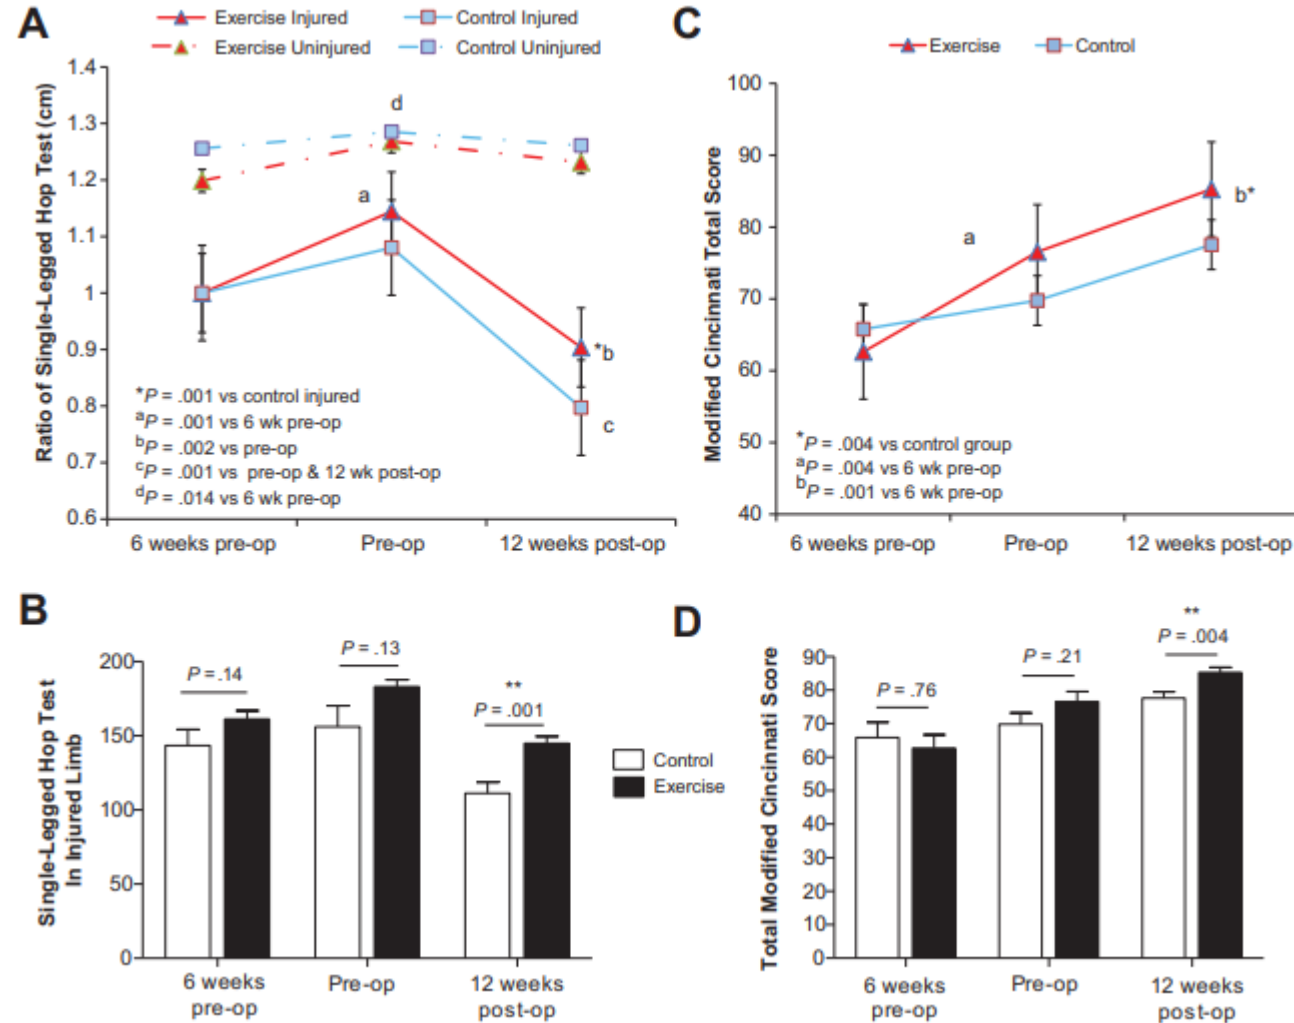 A
Exercise Injured
Control Injured
Exercise Uninjured
Control Uninjured
Ratio of Single-Legged Hop Test (cm)
1.4
1.3
1.2
1.1
1
0.9
0.8
0.7
0.6
d
a
*b
c
*P = .001 vs control injured
aP = .001 vs 6 wk pre-op
bP = .002 vs pre-op
cP = .001 vs pre-op & 12 wk post-op
dP = .014 vs 6 wk pre-op
6 weeks pre-op
Pre-op
12 weeks post-op
C
Exercise
Control
Modified Cincinnati Total Score
100
90
80
70
60
50
40
a
b*
*P = .004 vs control group
aP = .004 vs 6 wk pre-op
bP = .001 vs 6 wk pre-op
6 weeks pre-op
Pre-op
12 weeks post-op
B
Single-Legged Hop Test
In Injured Limb
200
150
100
50
0
P = .14
P = .13
**
P = .001
6 weeks
pre-op
Pre-op
12 weeks
post-op
Control
Exercise
D
Total Modified Cincinnati Score
90
80
70
60
50
40
30
20
10
0
P = .76
P = .21
**
P = .004
6 weeks
pre-op
Pre-op
12 weeks
post-op